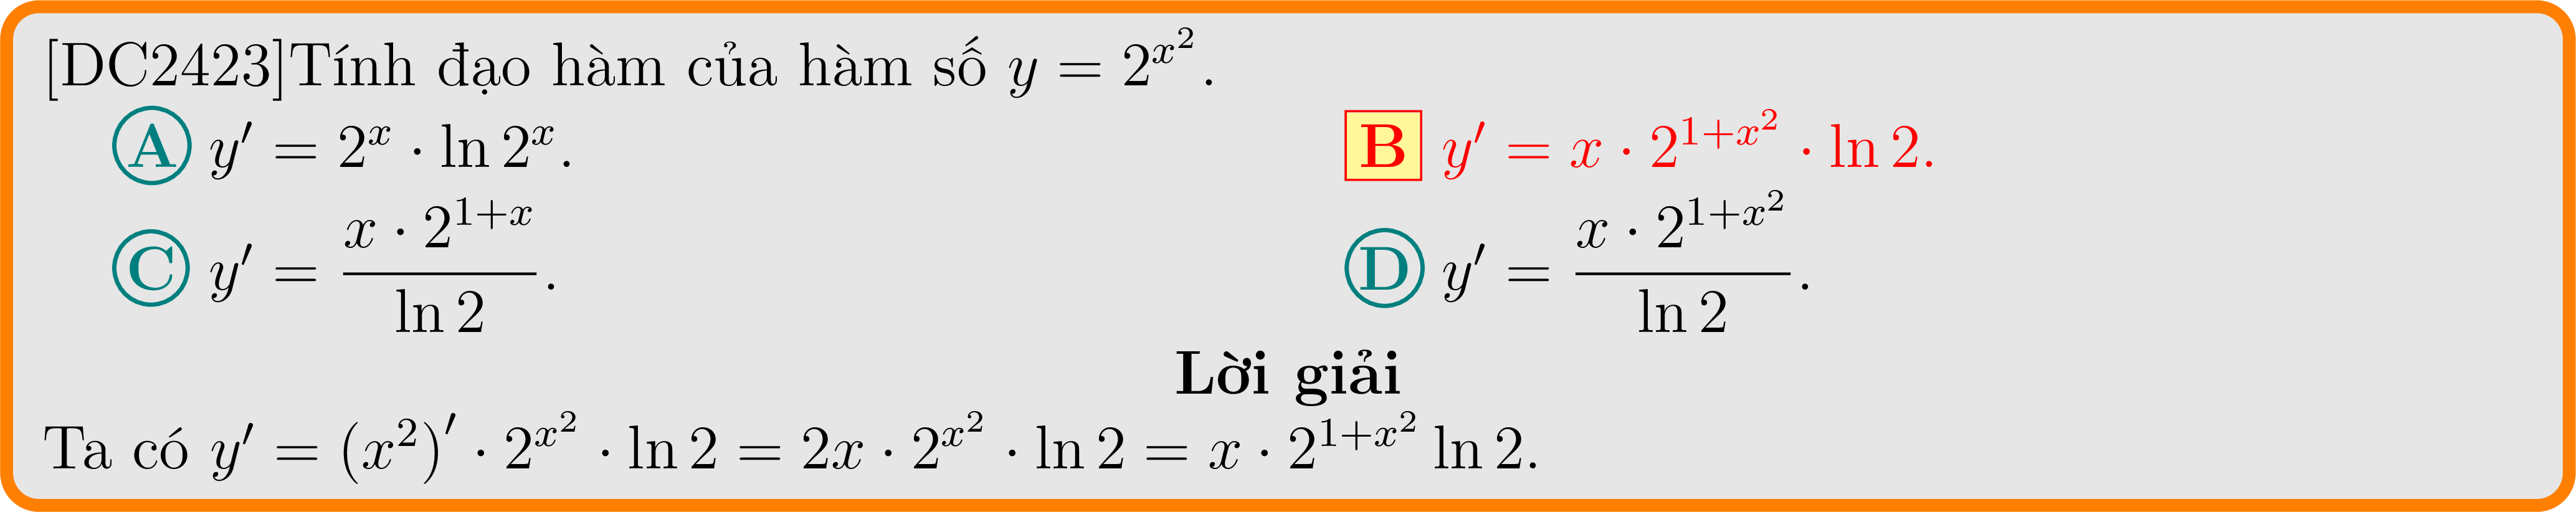 [DC2423]Tính đạo hàm của hàm số $y = 2^{x^2}$.
A $y' = 2^x \cdot \ln 2^x$. B $y' = x \cdot 2^{1+x^2} \cdot \ln 2$.
C $y' = \frac{x \cdot 2^{1+x}}{\ln 2}$. D $y' = \frac{x \cdot 2^{1+x^2}}{\ln 2}$.
Lời giải
Ta có $y' = (x^2)' \cdot 2^{x^2} \cdot \ln 2 = 2x \cdot 2^{x^2} \cdot \ln 2 = x \cdot 2^{1+x^2} \ln 2$.